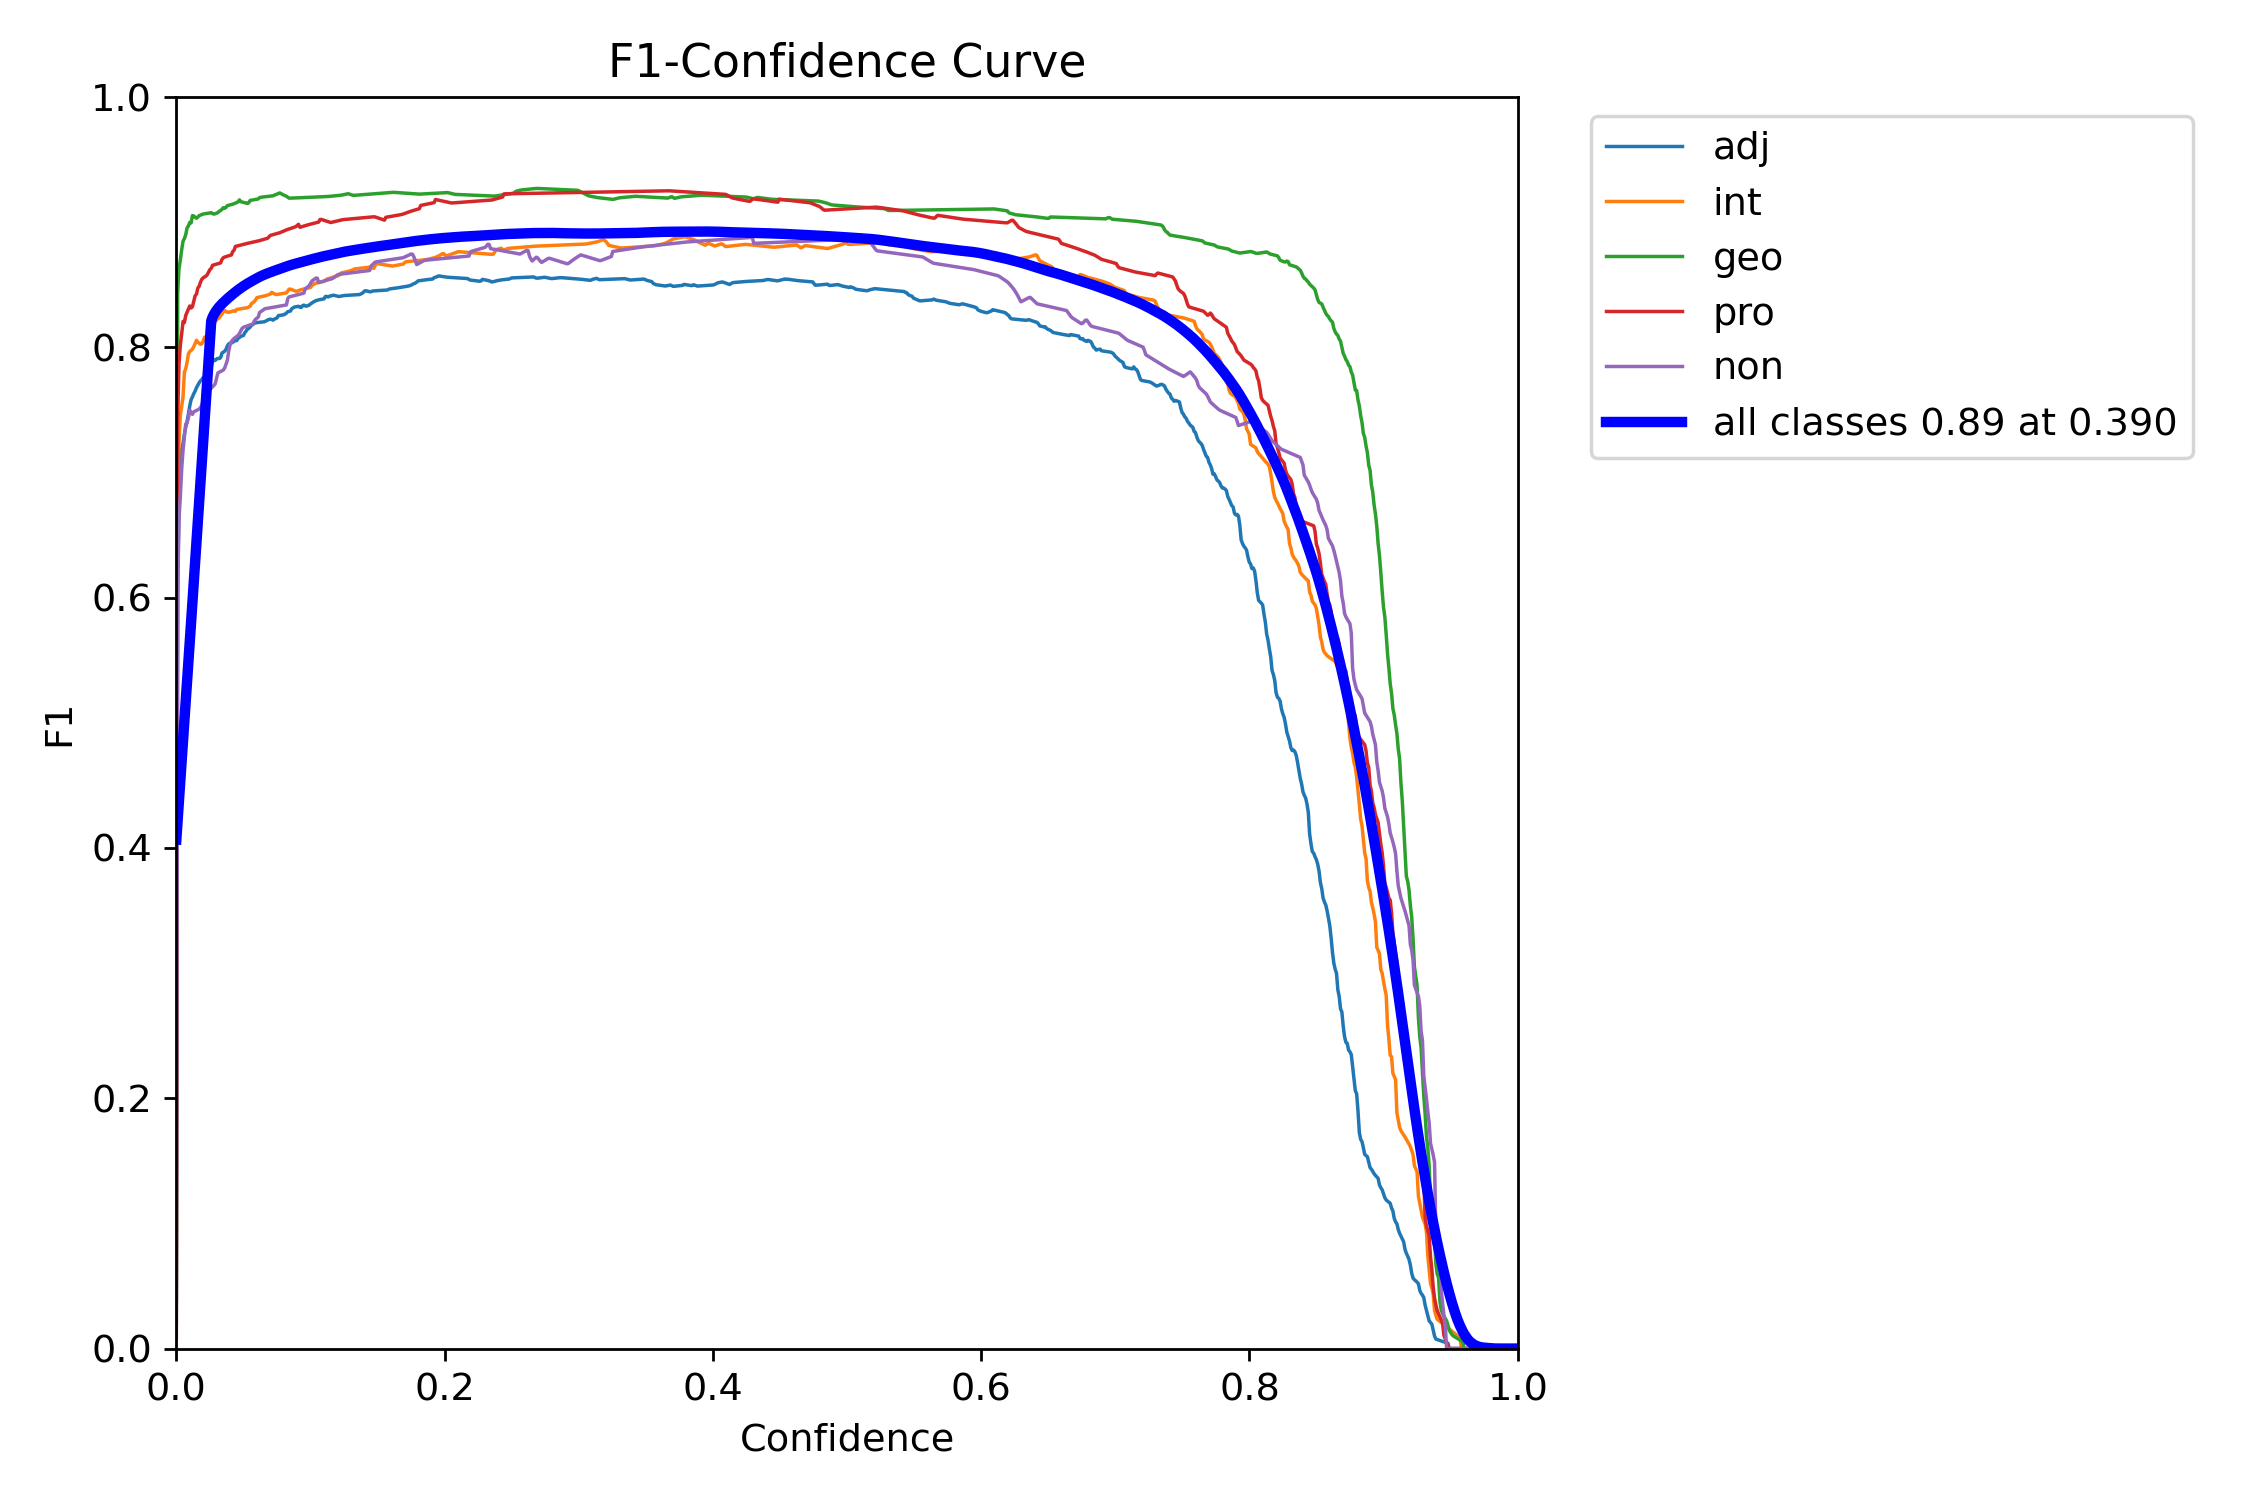 F1-Confidence Curve
1.0
0.8
0.6
0.4
0.2
0.0
F1
0.0 0.2 0.4 0.6 0.8 1.0
Confidence
adj
int
geo
pro
non
all classes 0.89 at 0.390